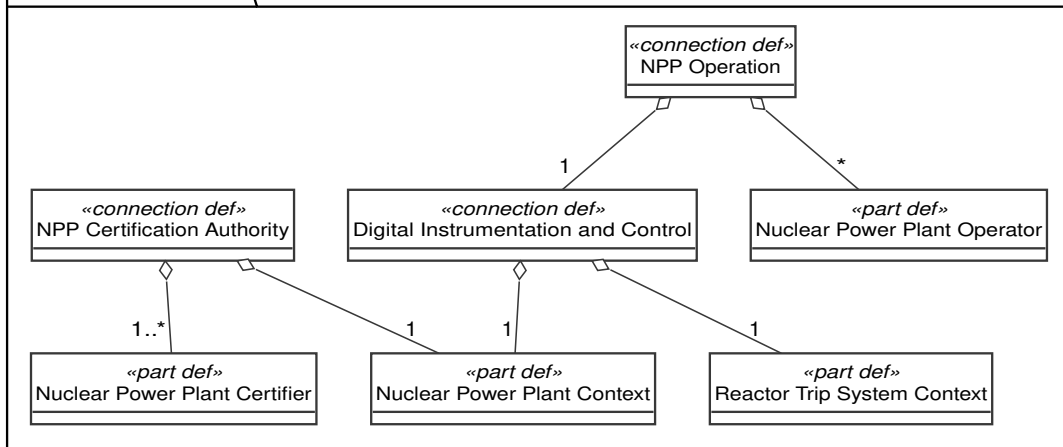 «connection def»
NPP Operation
1
*
«connection def»
NPP Certification Authority
«connection def»
Digital Instrumentation and Control
«part def»
Nuclear Power Plant Operator
1..*
1
1
1
«part def»
Nuclear Power Plant Certifier
«part def»
Nuclear Power Plant Context
«part def»
Reactor Trip System Context